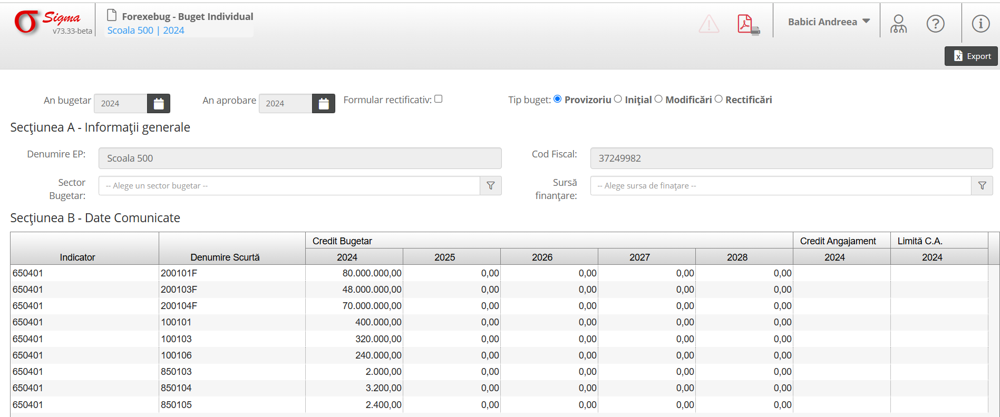 σ Sigma
v73.33-beta
Forexebug - Buget Individual
Scoala 500 | 2024
Babici Andreea
Export
An bugetar 2024 An aprobare 2024 Formular rectificativ: Tip buget: Provizoriu Iniţial Modificări Rectificări
Secţiunea A - Informaţii generale
Denumire EP: Scoala 500 Cod Fiscal: 37249982
Sector Bugetar: -- Alege un sector bugetar -- Sursă finanţare: -- Alege sursa de finaţare --
Secţiunea B - Date Comunicate
Credit Bugetar Credit Angajament Limită C.A.
Indicator Denumire Scurtă 2024 2025 2026 2027 2028 2024 2024
650401 200101F 80.000.000,00 0,00 0,00 0,00 0,00
650401 200103F 48.000.000,00 0,00 0,00 0,00 0,00
650401 200104F 70.000.000,00 0,00 0,00 0,00 0,00
650401 100101 400.000,00 0,00 0,00 0,00 0,00
650401 100103 320.000,00 0,00 0,00 0,00 0,00
650401 100106 240.000,00 0,00 0,00 0,00 0,00
650401 850103 2.000,00 0,00 0,00 0,00 0,00
650401 850104 3.200,00 0,00 0,00 0,00 0,00
650401 850105 2.400,00 0,00 0,00 0,00 0,00